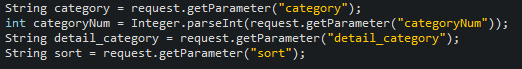 String category = request.getParameter("category");
int categoryNum = Integer.parseInt(request.getParameter("categoryNum"));
String detail_category = request.getParameter("detail_category");
String sort = request.getParameter("sort");